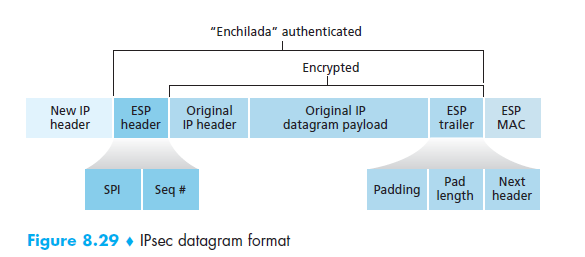 “Enchilada” authenticated
Encrypted
New IP header
ESP header
Original IP header
Original IP datagram payload
ESP trailer
ESP MAC
SPI
Seq #
Padding
Pad length
Next header
Figure 8.29 ♦ IPsec datagram format